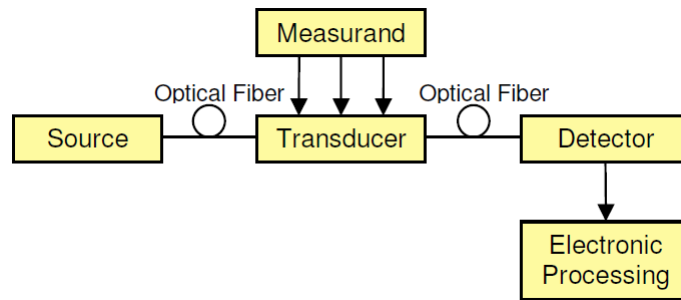 Measurand
Optical Fiber
Optical Fiber
Source
Transducer
Detector
Electronic
Processing